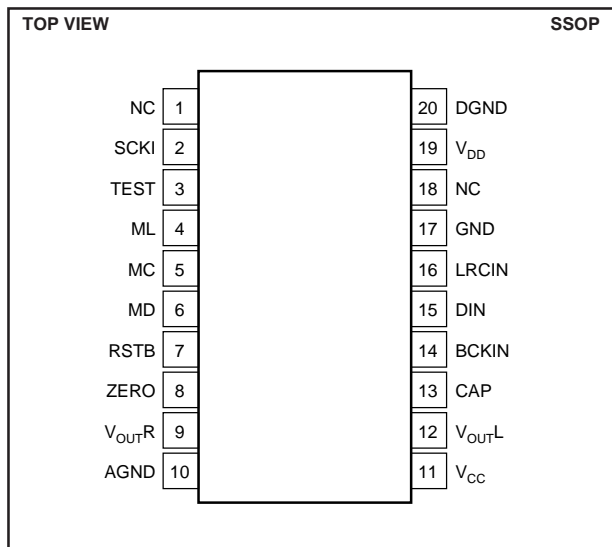 TOP VIEW SSOP
NC 1 20 DGND
SCKI 2 19 VDD
TEST 3 18 NC
ML 4 17 GND
MC 5 16 LRCIN
MD 6 15 DIN
RSTB 7 14 BCKIN
ZERO 8 13 CAP
VOUTR 9 12 VOUTL
AGND 10 11 VCC